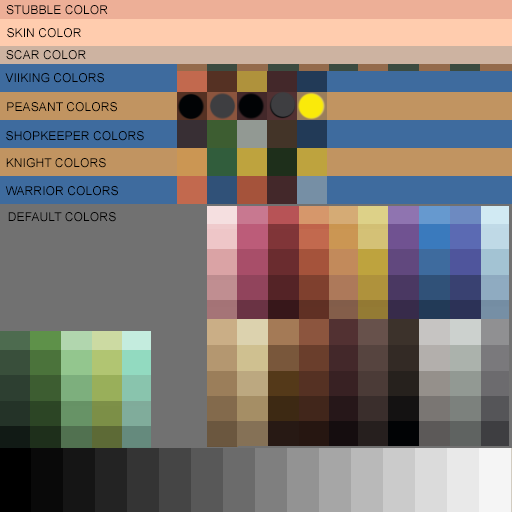 STUBBLE COLOR
SKIN COLOR
SCAR COLOR
VIIKING COLORS
PEASANT COLORS
SHOPKEEPER COLORS
KNIGHT COLORS
WARRIOR COLORS
DEFAULT COLORS